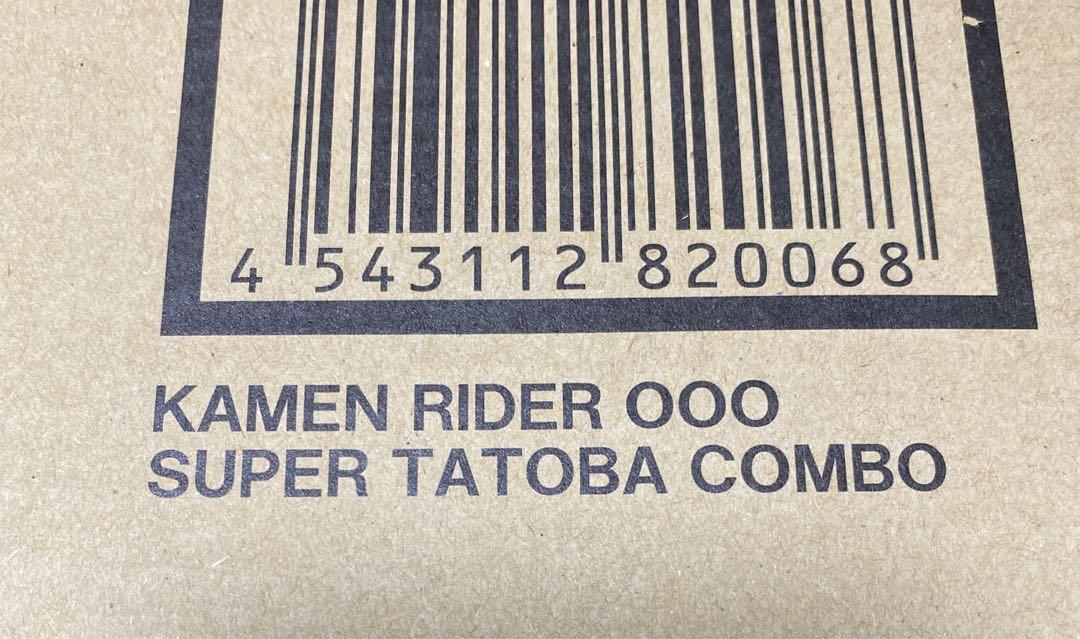 4 543112 820068
KAMEN RIDER OOO
SUPER TATOBA COMBO